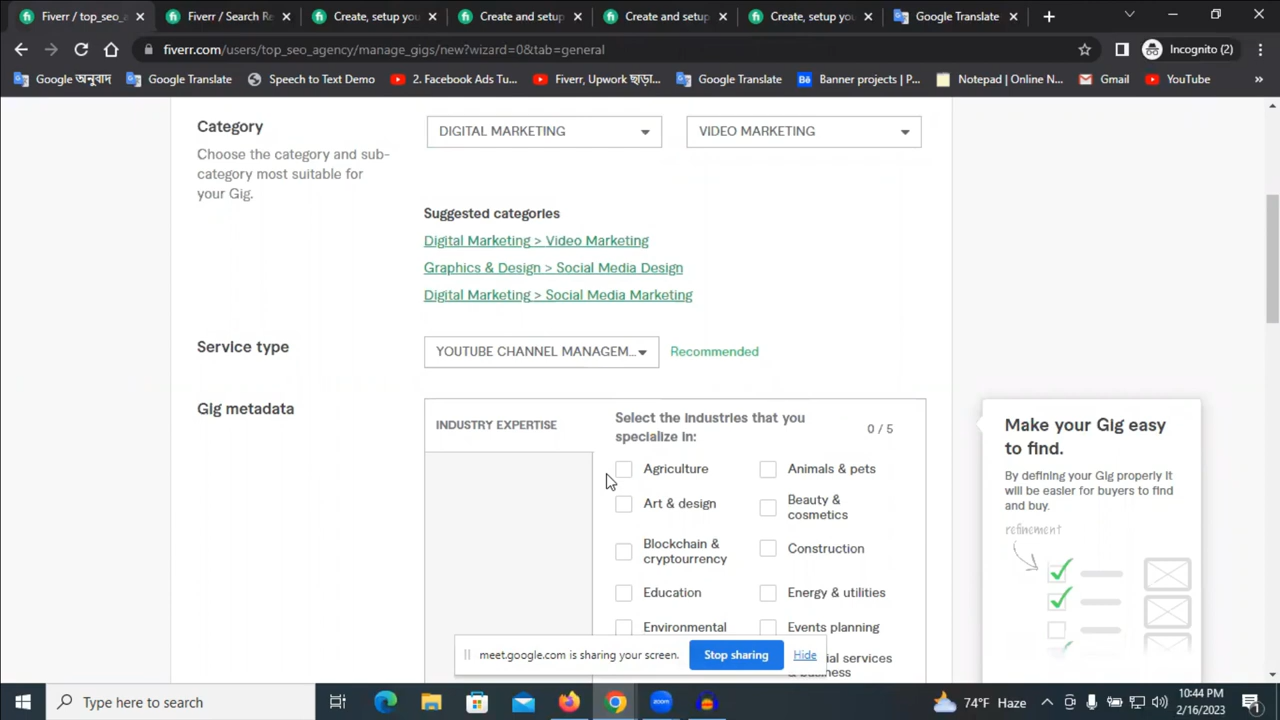 Fiverr / top_seo_
Fiverr / Search Re
Create, setup you
Create and setup
Create and setup
Create, setup you
Google Translate
fiverr.com/users/top_seo_agency/manage_gigs/new?wizard=0&tab=general
Incognito (2)
Google অনুবাদ
Google Translate
Speech to Text Demo
2. Facebook Ads Tu...
Fiverr, Upwork ছাড়া...
Google Translate
Banner projects | P...
Notepad | Online N...
Gmail
YouTube
Category
DIGITAL MARKETING
VIDEO MARKETING
Choose the category and sub-
category most suitable for
your Gig.
Suggested categories
Digital Marketing > Video Marketing
Graphics & Design > Social Media Design
Digital Marketing > Social Media Marketing
Service type
YOUTUBE CHANNEL MANAGEM...
Recommended
Gig metadata
INDUSTRY EXPERTISE
Select the industries that you
specialize in:
0 / 5
Agriculture
Animals & pets
Art & design
Beauty &
cosmetics
Blockchain &
cryptocurrency
Construction
Education
Energy & utilities
Environmental
Events planning
ial services
& business
Make your Gig easy
to find.
By defining your Gig properly it
will be easier for buyers to find
and buy.
refinement
meet.google.com is sharing your screen.
Stop sharing
Hide
Type here to search
zoom
74°F Haze
10:44 PM
2/16/2023
1